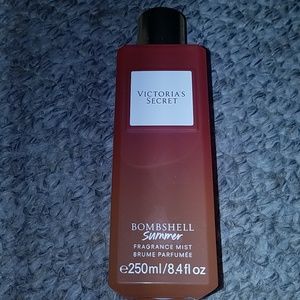 VICTORIA'S
SECRET
BOMBSHELL
Summer
FRAGRANCE MIST
BRUME PARFUMÉE
℮250ml/8.4fl oz